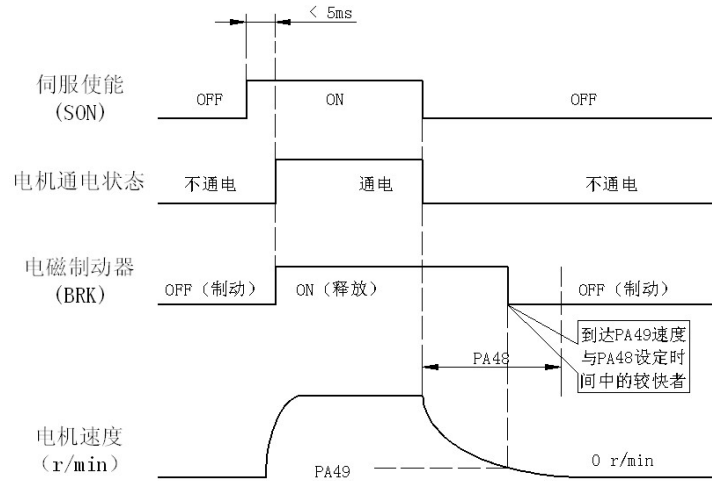 < 5ms
伺服使能
(SON)
OFF
ON
OFF
电机通电状态
不通电
通电
不通电
电磁制动器
(BRK)
OFF（制动）
ON（释放）
OFF（制动）
到达PA49速度
与PA48设定时
间中的较快者
PA48
电机速度
（r/min）
PA49
0 r/min